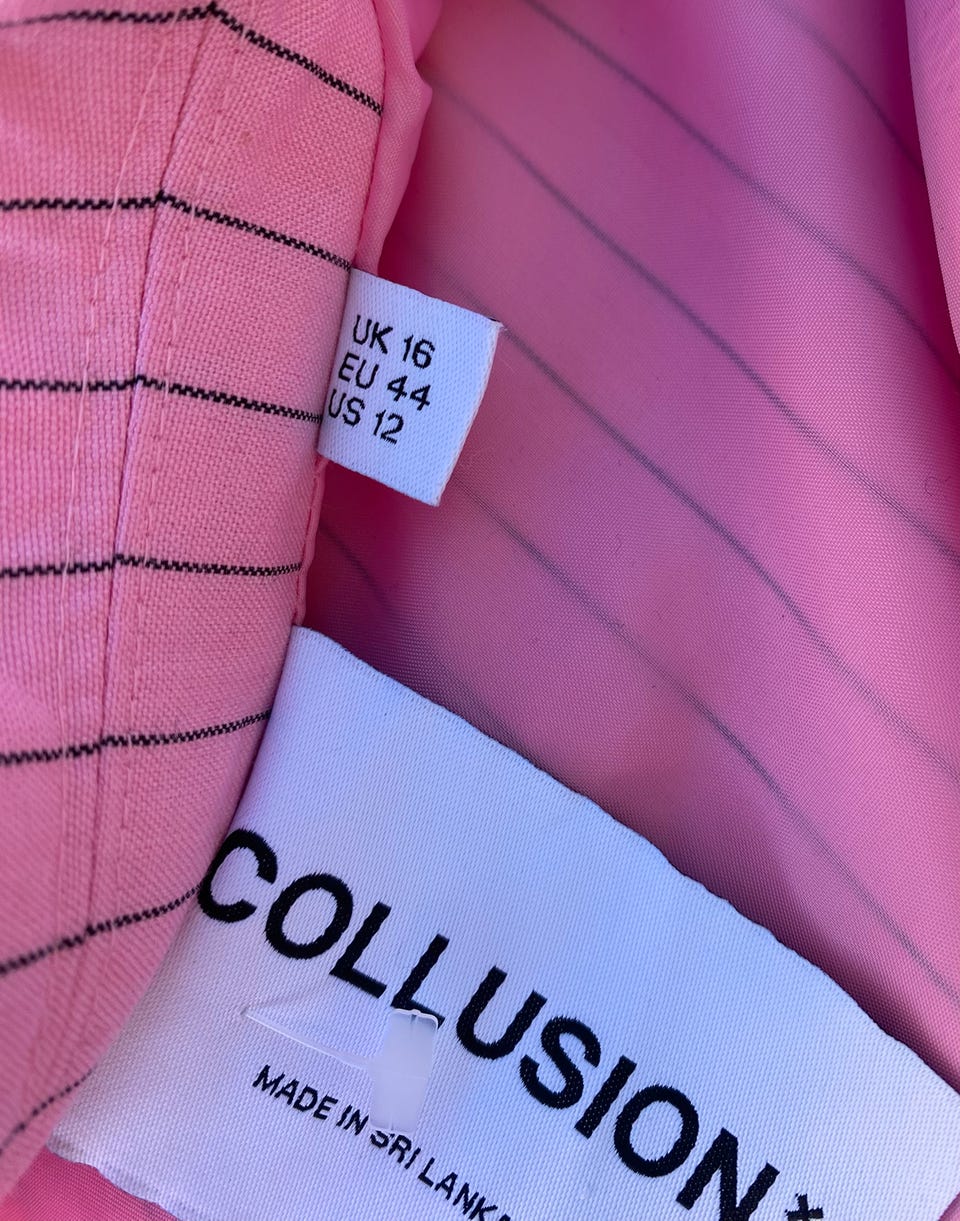 UK 16
EU 44
US 12
COLLUSION
MADE IN SRI LANKA